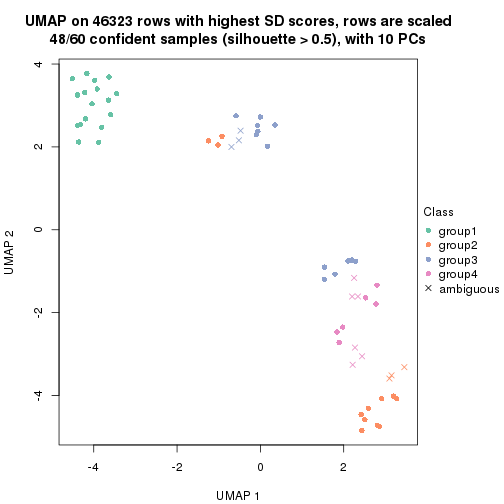 UMAP on 46323 rows with highest SD scores, rows are scaled
48/60 confident samples (silhouette > 0.5), with 10 PCs
4
2
0
-2
-4
UMAP 2
-4
-2
0
2
UMAP 1
Class
group1
group2
group3
group4
ambiguous